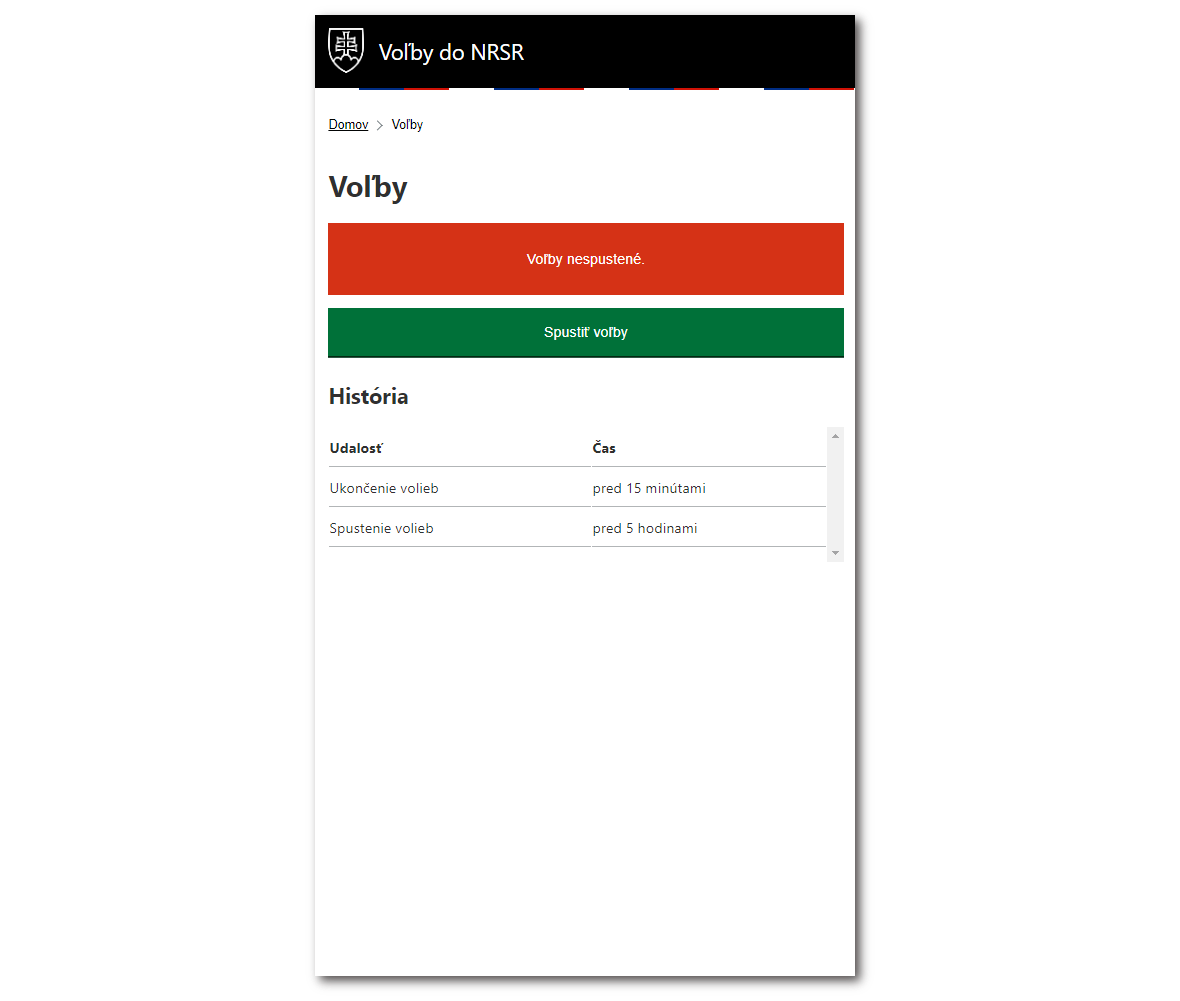 Voľby do NRSR
Domov > Voľby
Voľby
Voľby nespustené.
Spustiť voľby
História
Udalosť Čas
Ukončenie volieb pred 15 minútami
Spustenie volieb pred 5 hodinami